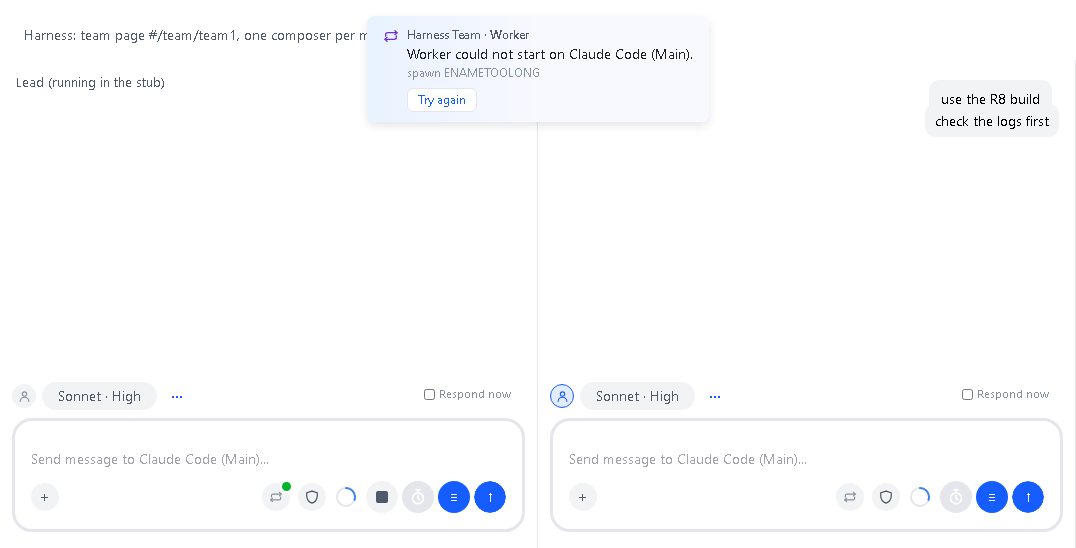 Harness: team page #/team/team1, one composer per m
Harness Team · Worker
Worker could not start on Claude Code (Main).
spawn ENAMETOOLONG
Try again
Lead (running in the stub)
use the R8 build
check the logs first
Sonnet · High
...
Respond now
Send message to Claude Code (Main)...
Sonnet · High
...
Respond now
Send message to Claude Code (Main)...